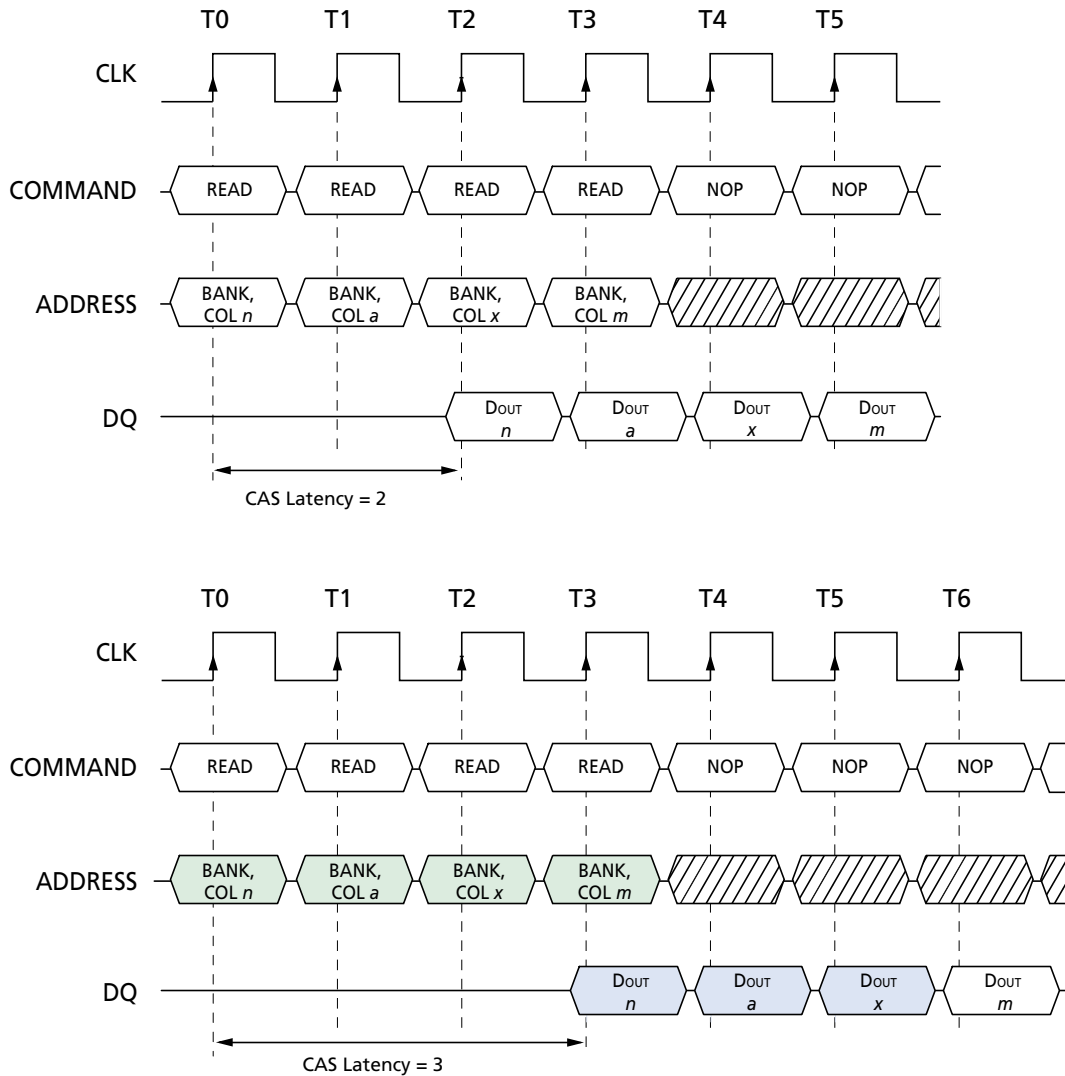 T0 T1 T2 T3 T4 T5
CLK
COMMAND READ READ READ READ NOP NOP
ADDRESS BANK, COL n BANK, COL a BANK, COL x BANK, COL m
DQ DOUT n DOUT a DOUT x DOUT m
CAS Latency = 2
T0 T1 T2 T3 T4 T5 T6
CLK
COMMAND READ READ READ READ NOP NOP NOP
ADDRESS BANK, COL n BANK, COL a BANK, COL x BANK, COL m
DQ DOUT n DOUT a DOUT x DOUT m
CAS Latency = 3